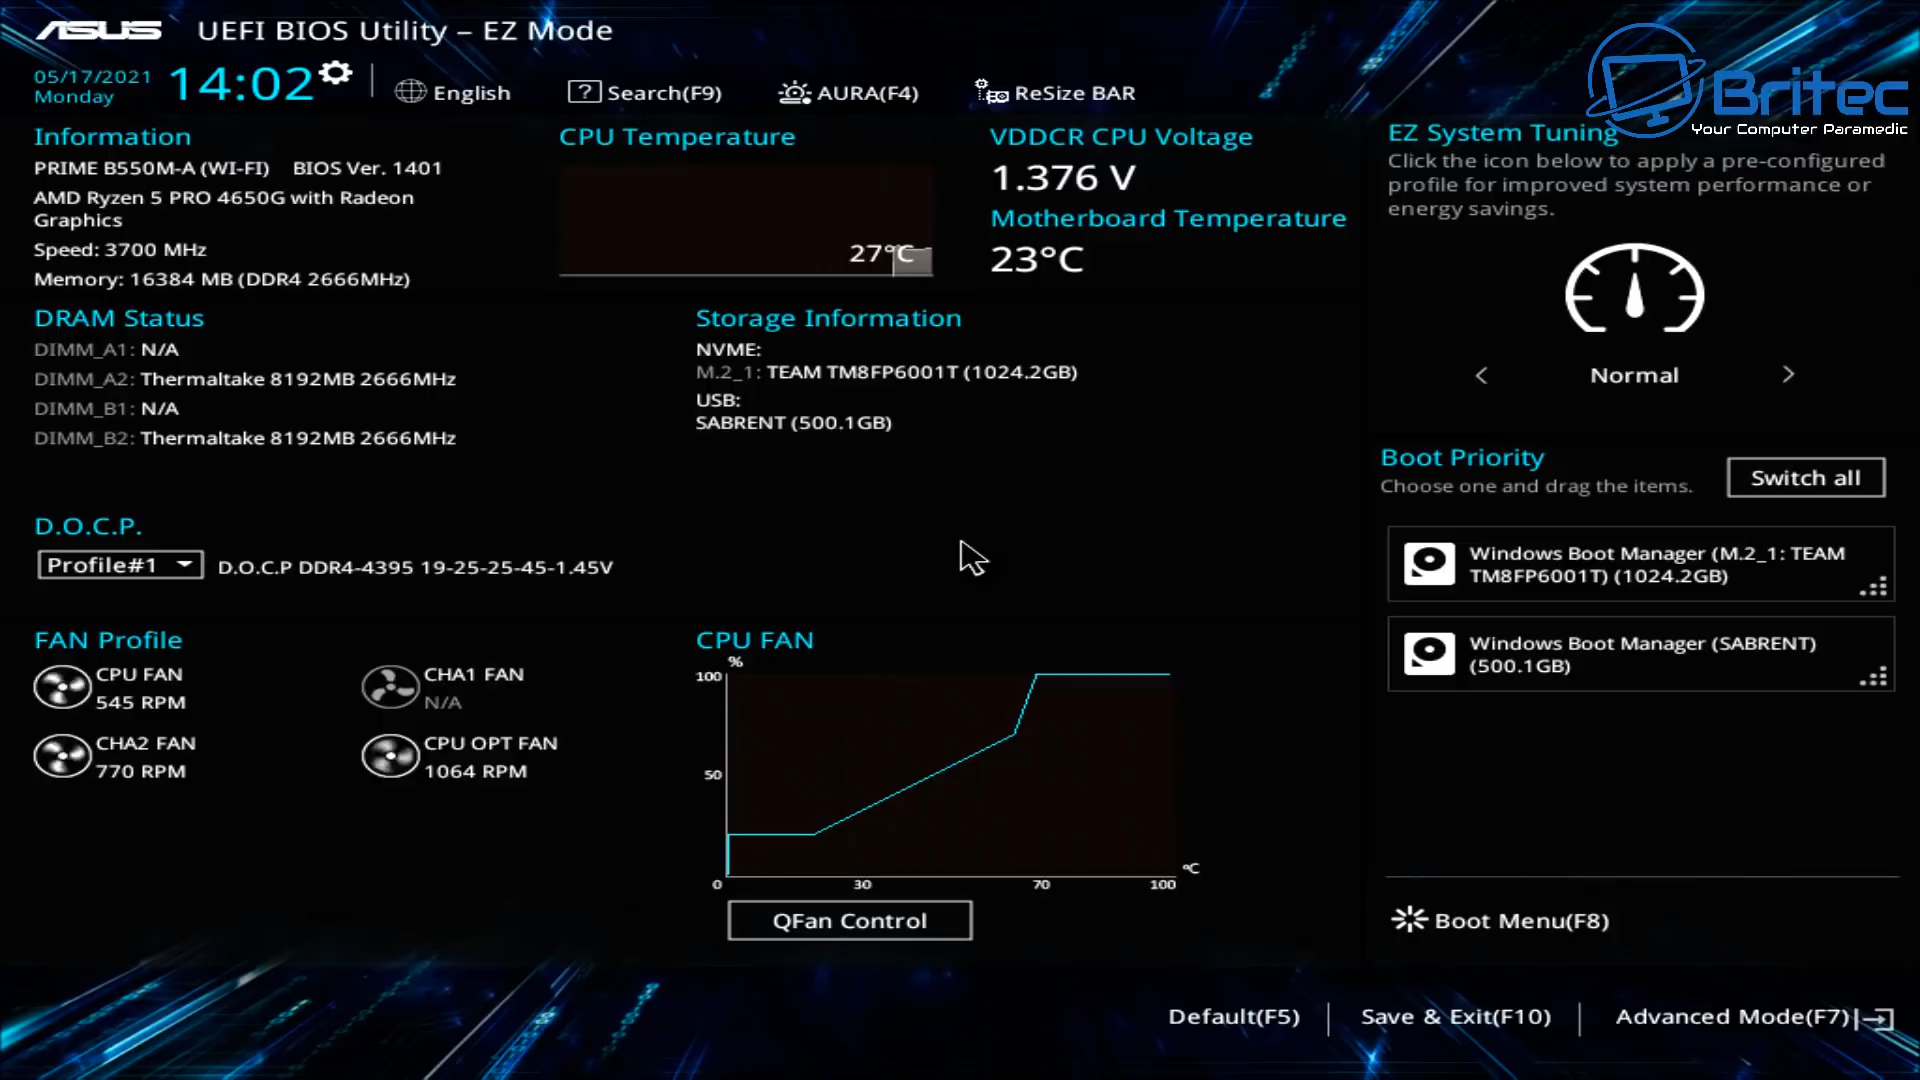 ASUS UEFI BIOS Utility – EZ Mode
05/17/2021
Monday
14:02
English
? Search(F9)
AURA(F4)
ReSize BAR
Britec
Your Computer Paramedic
Information
PRIME B550M-A (WI-FI) BIOS Ver. 1401
AMD Ryzen 5 PRO 4650G with Radeon
Graphics
Speed: 3700 MHz
Memory: 16384 MB (DDR4 2666MHz)
CPU Temperature
27°C
VDDCR CPU Voltage
1.376 V
Motherboard Temperature
23°C
EZ System Tuning
Click the icon below to apply a pre-configured
profile for improved system performance or
energy savings.
Normal
DRAM Status
DIMM_A1: N/A
DIMM_A2: Thermaltake 8192MB 2666MHz
DIMM_B1: N/A
DIMM_B2: Thermaltake 8192MB 2666MHz
Storage Information
NVME:
M.2_1: TEAM TM8FP6001T (1024.2GB)
USB:
SABRENT (500.1GB)
Boot Priority
Choose one and drag the items.
Switch all
Windows Boot Manager (M.2_1: TEAM
TM8FP6001T) (1024.2GB)
Windows Boot Manager (SABRENT)
(500.1GB)
D.O.C.P.
Profile#1 D.O.C.P DDR4-4395 19-25-25-45-1.45V
FAN Profile
CPU FAN
545 RPM
CHA1 FAN
N/A
CHA2 FAN
770 RPM
CPU OPT FAN
1064 RPM
CPU FAN
%
100
50
0 30 70 100
°C
QFan Control
Boot Menu(F8)
Default(F5)
Save & Exit(F10)
Advanced Mode(F7)